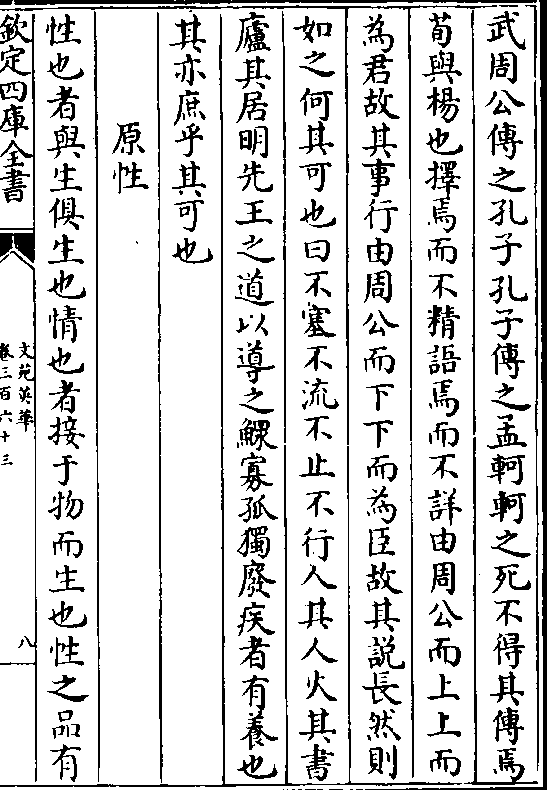 武周公傳之孔子孔子傳之孟軻軻之死不得其傳焉
荀與楊也擇焉而不精語焉而不詳由周公而上上而
為君故其事行由周公而下下而為臣故其説長然則
如之何其可也曰不塞不流不止不行人其人火其書
廬其居明先王之道以導之鰥寡孤獨廢疾者有養也
其亦庶乎其可也
原性
性也者與生俱生也情也者接于物而生也性之品有
欽定四庫全書
文苑英華
卷三百六十三
八